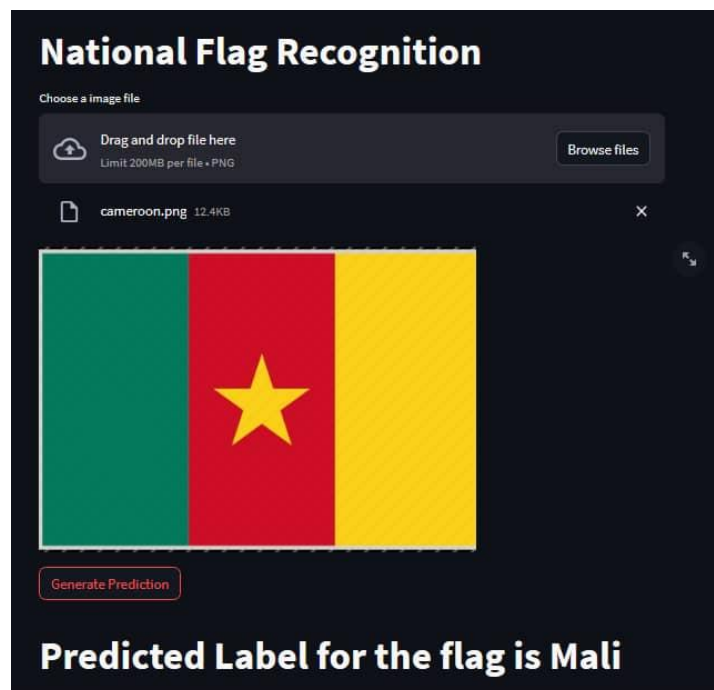 National Flag Recognition
Choose a image file
Drag and drop file here
Limit 200MB per file • PNG
Browse files
cameroon.png 12.4KB
Generate Prediction
Predicted Label for the flag is Mali